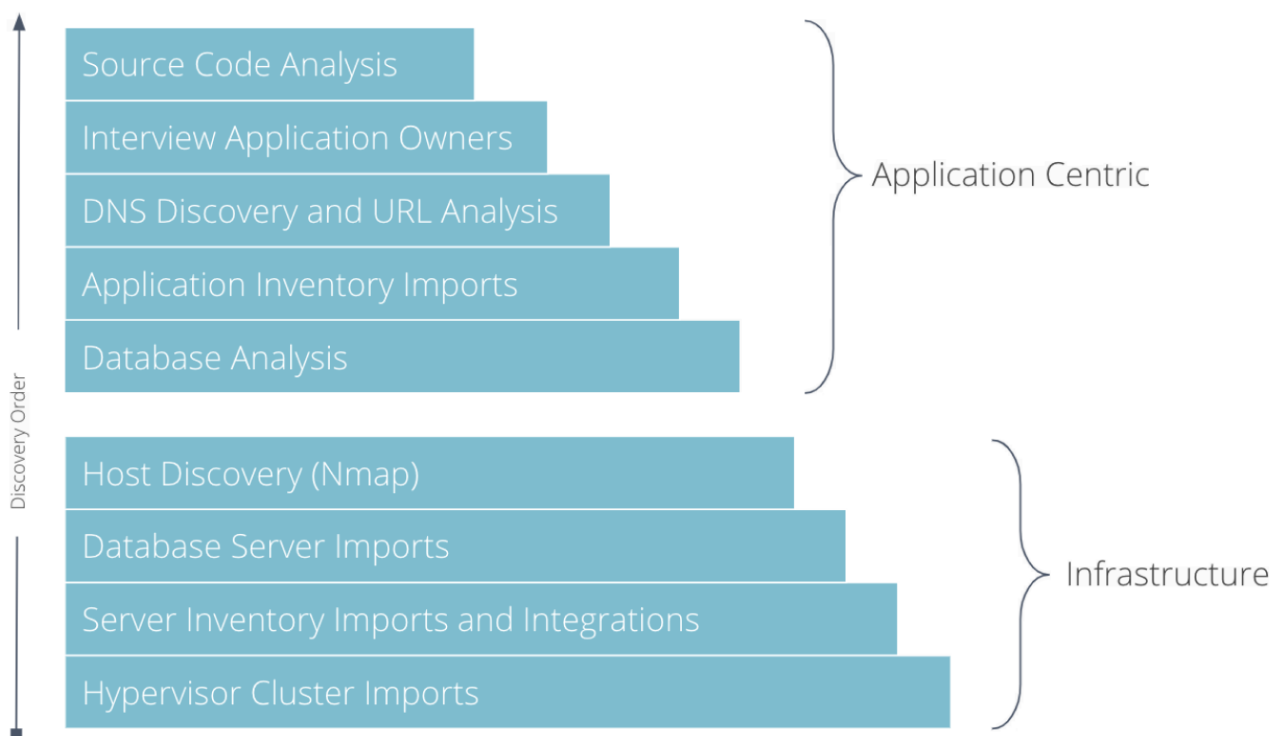 Source Code Analysis
Interview Application Owners
DNS Discovery and URL Analysis
Application Inventory Imports
Database Analysis
Application Centric
Discovery Order
Host Discovery (Nmap)
Database Server Imports
Server Inventory Imports and Integrations
Hypervisor Cluster Imports
Infrastructure